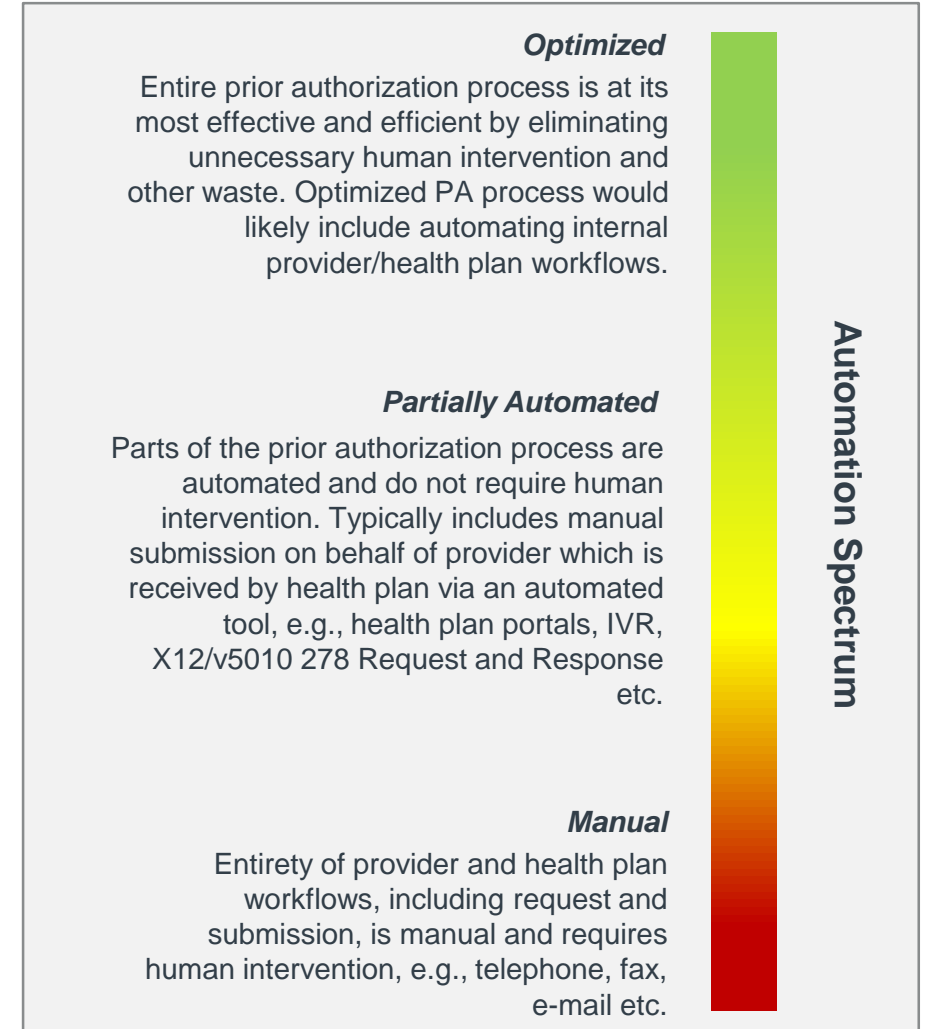 Optimized
Entire prior authorization process is at its
most effective and efficient by eliminating
unnecessary human intervention and
other waste. Optimized PA process would
likely include automating internal
provider/health plan workflows.
Partially Automated
Parts of the prior authorization process are
automated and do not require human
intervention. Typically includes manual
submission on behalf of provider which is
received by health plan via an automated
tool, e.g., health plan portals, IVR,
X12/v5010 278 Request and Response
etc.
Manual
Entirety of provider and health plan
workflows, including request and
submission, is manual and requires
human intervention, e.g., telephone, fax,
e-mail etc.
Automation Spectrum